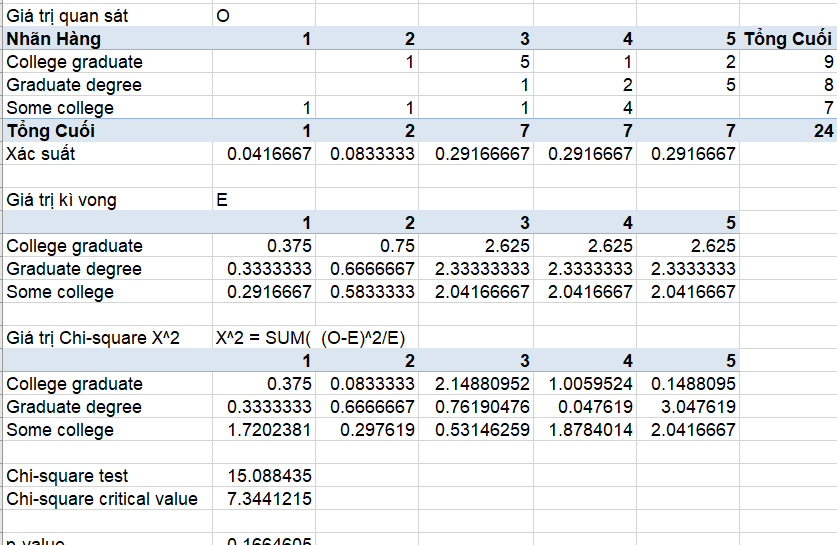 Giá trị quan sát O
Nhãn Hàng 1 2 3 4 5 Tổng Cuối
College graduate 1 5 1 2 9
Graduate degree 1 2 5 8
Some college 1 1 1 4 7
Tổng Cuối 1 2 7 7 7 24
Xác suất 0.0416667 0.0833333 0.29166667 0.2916667 0.2916667
Giá trị kì vong E
1 2 3 4 5
College graduate 0.375 0.75 2.625 2.625 2.625
Graduate degree 0.3333333 0.6666667 2.33333333 2.3333333 2.3333333
Some college 0.2916667 0.5833333 2.04166667 2.0416667 2.0416667
Giá trị Chi-square X^2 X^2 = SUM( (O-E)^2/E)
1 2 3 4 5
College graduate 0.375 0.0833333 2.14880952 1.0059524 0.1488095
Graduate degree 0.3333333 0.6666667 0.76190476 0.047619 3.047619
Some college 1.7202381 0.297619 0.53146259 1.8784014 2.0416667
Chi-square test 15.088435
Chi-square critical value 7.3441215
p-value 0.1664605